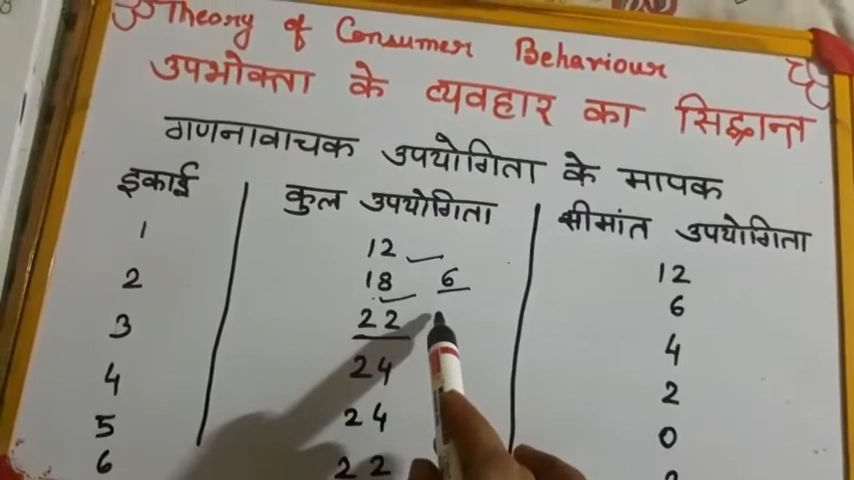 Theory of Consumer Behaviour
उपभोक्ता के व्यवहार का सिद्धान्त
गणनावाचक उपयोगिता के मापक
इकाई कुल उपयोगिता सीमांत उपयोगिता
1 12 12
2 18 6 6
3 22 4
4 24 2
5 24 0
6 22